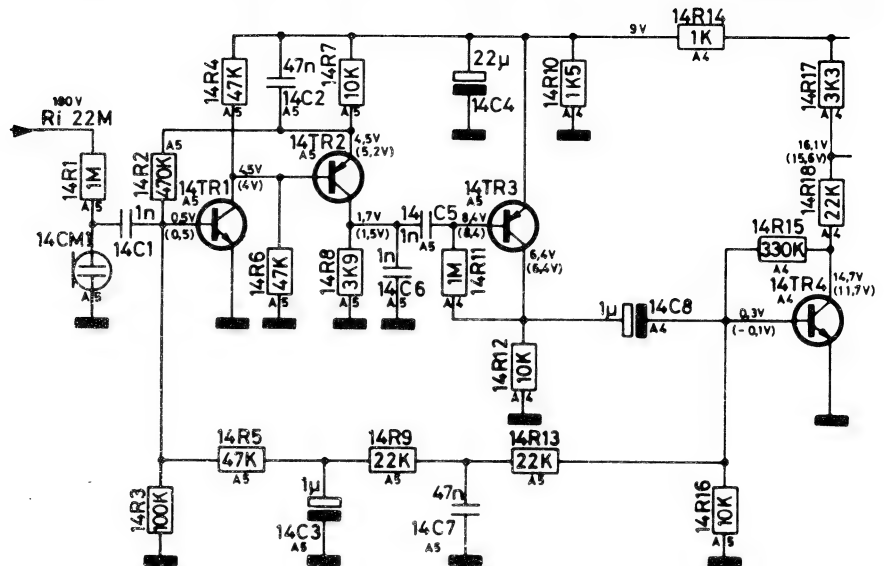 14R14
9V
1K
A4
14R4
47K
A5
47n
14C2
A5
14R7
10K
A5
22µ
14C4
A5
14R10
1K5
A5
14R17
3K3
A4
180V
Ri 22M
14R1
1M
A5
A5
14R2
470K
14TR1
A5
4,5V
(4V)
14TR2
A5
4,5V
(5,2V)
14TR3
A5
16,1V
(15,6V)
14R18
22K
A4
14CM1
A5
1n
14C1
0,5V
(0,5)
14R6
47K
A5
1,7V
(1,5V)
14R8
3K9
A5
14 C5
1n
A5
1n
14C6
A5
8,4V
(8,4)
1M
14R11
A4
6,4V
(6,4V)
14R15
330K
A4
14TR4
A4
14,7V
(11,7V)
1µ
14C8
A4
0,3V
(-0,1V)
14R12
10K
A4
14R5
47K
A5
14R9
22K
A5
14R13
22K
A5
14R3
100K
A5
1µ
14C3
A5
47n
14C7
A5
14R16
10K
A5